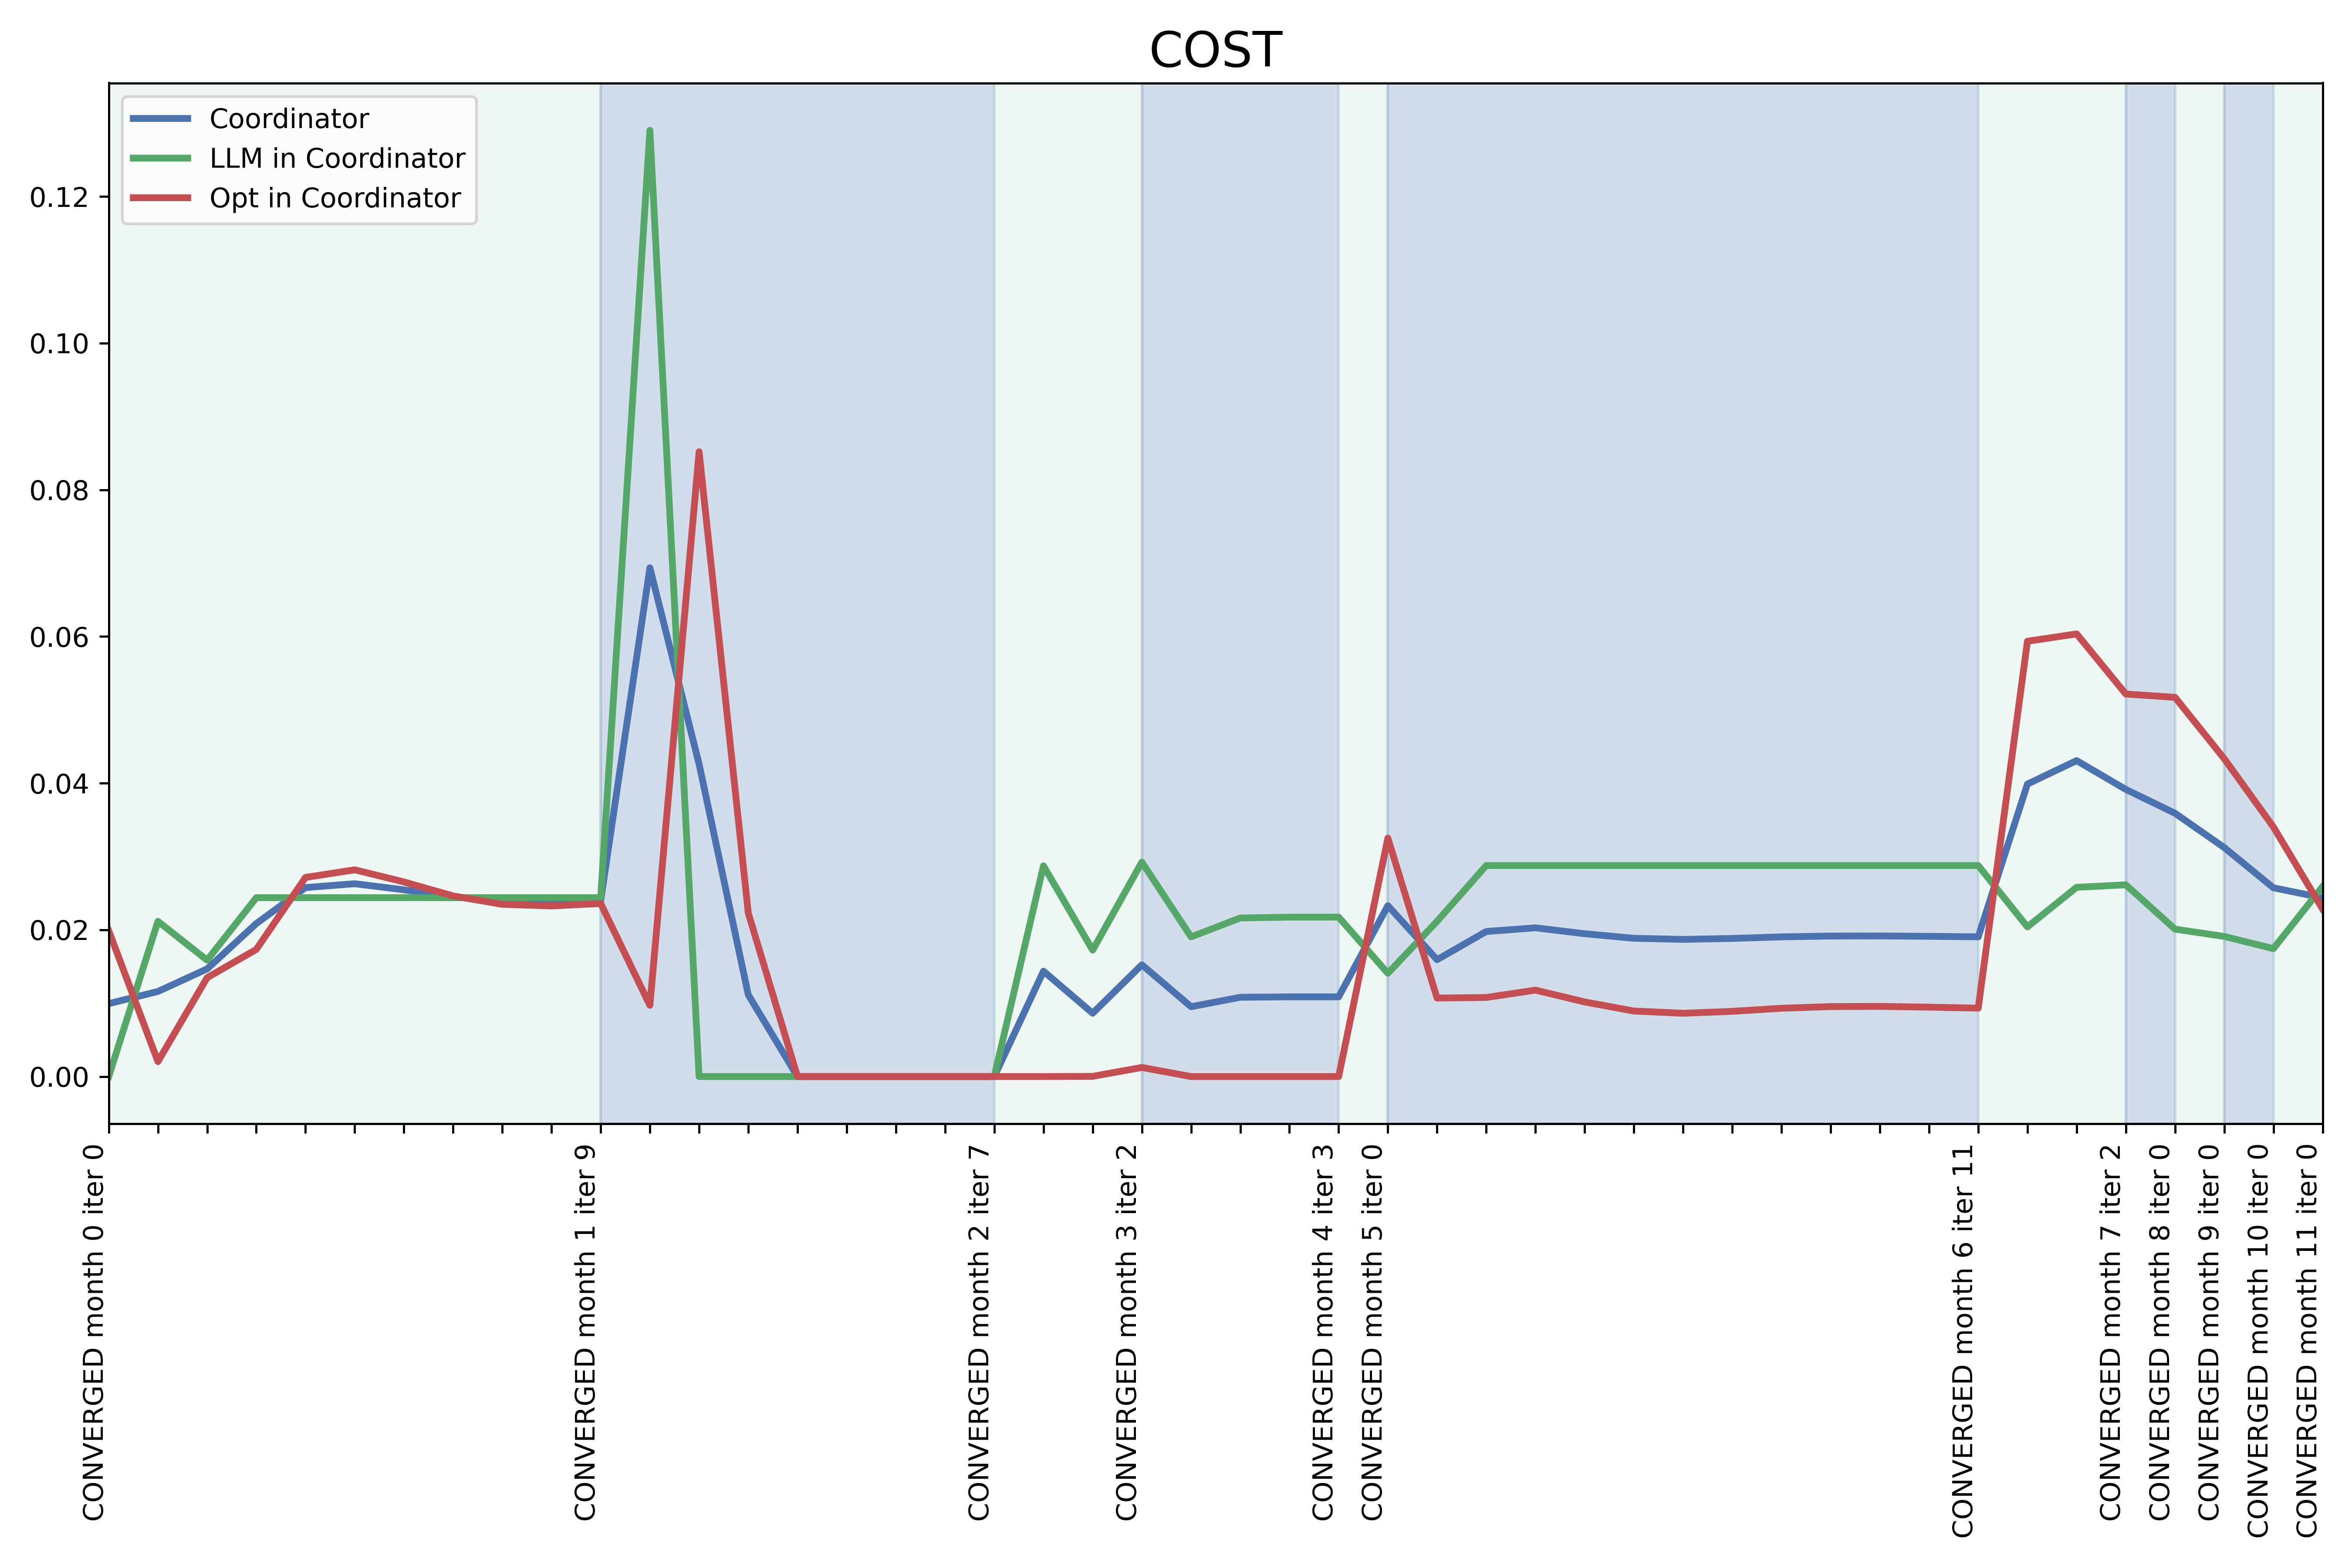 COST
Coordinator
LLM in Coordinator
Opt in Coordinator
0.12
0.10
0.08
0.06
0.04
0.02
0.00
CONVERGED month 0 iter 0
CONVERGED month 1 iter 9
CONVERGED month 2 iter 7
CONVERGED month 3 iter 2
CONVERGED month 4 iter 3
CONVERGED month 5 iter 0
CONVERGED month 6 iter 11
CONVERGED month 7 iter 2
CONVERGED month 8 iter 0
CONVERGED month 9 iter 0
CONVERGED month 10 iter 0
CONVERGED month 11 iter 0